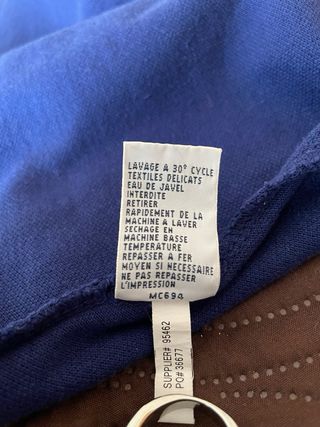 LAVAGE A 30° CYCLE
TEXTILES DELICATS
EAU DE JAVEL
INTERDITE
RETIRER
RAPIDEMENT DE LA
MACHINE A LAVER
SECHAGE EN
MACHINE BASSE
TEMPERATURE
REPASSER A FER
MOYEN SI NECESSAIRE
NE PAS REPASSER
L'IMPRESSION
MC694
SUPPLIER# 95462
PO# 36677